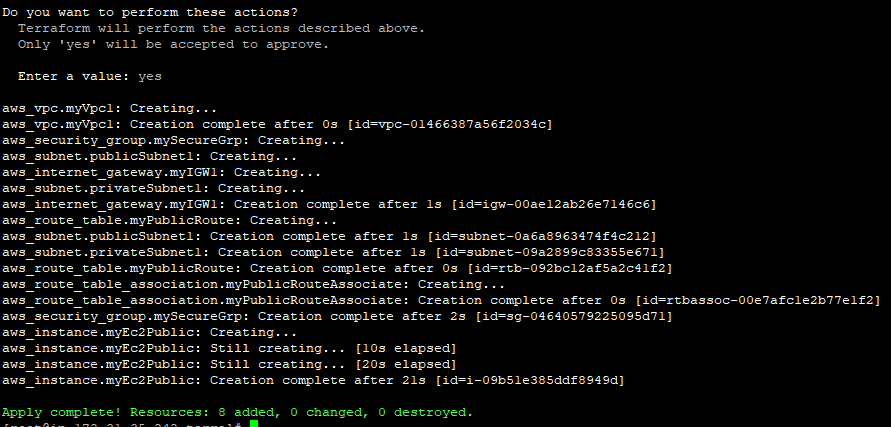 Do you want to perform these actions?
  Terraform will perform the actions described above.
  Only 'yes' will be accepted to approve.

  Enter a value: yes

aws_vpc.myVpc1: Creating...
aws_vpc.myVpc1: Creation complete after 0s [id=vpc-01466387a56f2034c]
aws_security_group.mySecureGrp: Creating...
aws_subnet.publicSubnet1: Creating...
aws_internet_gateway.myIGW1: Creating...
aws_subnet.privateSubnet1: Creating...
aws_internet_gateway.myIGW1: Creation complete after 1s [id=igw-00ae12ab26e7146c6]
aws_route_table.myPublicRoute: Creating...
aws_subnet.publicSubnet1: Creation complete after 1s [id=subnet-0a6a8963474f4c212]
aws_subnet.privateSubnet1: Creation complete after 1s [id=subnet-09a2899c83355e671]
aws_route_table.myPublicRoute: Creation complete after 0s [id=rtb-092bc12af5a2c41f2]
aws_route_table_association.myPublicRouteAssociate: Creating...
aws_route_table_association.myPublicRouteAssociate: Creation complete after 0s [id=rtbassoc-00e7afc1e2b77e1f2]
aws_security_group.mySecureGrp: Creation complete after 2s [id=sg-04640579225095d71]
aws_instance.myEc2Public: Creating...
aws_instance.myEc2Public: Still creating... [10s elapsed]
aws_instance.myEc2Public: Still creating... [20s elapsed]
aws_instance.myEc2Public: Creation complete after 21s [id=i-09b51e385ddf8949d]

Apply complete! Resources: 8 added, 0 changed, 0 destroyed.